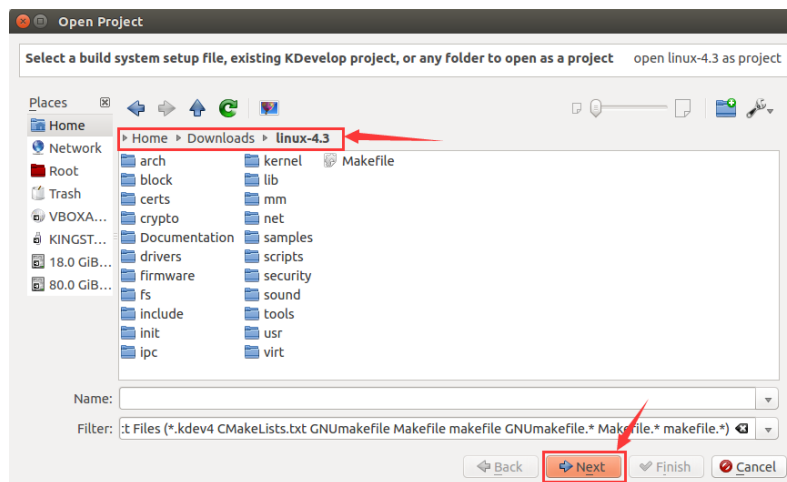 Open Project
Select a build system setup file, existing KDevelop project, or any folder to open as a project open linux-4.3 as project
Places
Home
Network
Root
Trash
VBOXA...
KINGST...
18.0 GiB...
80.0 GiB...
Home Downloads linux-4.3
arch kernel Makefile
block lib
certs mm
crypto net
Documentation samples
drivers scripts
firmware security
fs sound
include tools
init usr
ipc virt
Name:
Filter: :t Files (*.kdev4 CMakeLists.txt GNUmakefile Makefile makefile GNUmakefile.* Makefile.* makefile.*)
Back Next Finish Cancel